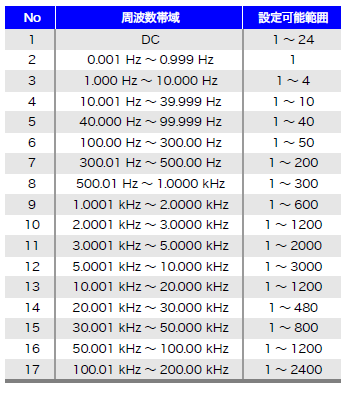 No 周波数帯域 設定可能範囲
1 DC 1 ～ 24
2 0.001 Hz ～ 0.999 Hz 1
3 1.000 Hz ～ 10.000 Hz 1 ～ 4
4 10.001 Hz ～ 39.999 Hz 1 ～ 10
5 40.000 Hz ～ 99.999 Hz 1 ～ 40
6 100.00 Hz ～ 300.00 Hz 1 ～ 50
7 300.01 Hz ～ 500.00 Hz 1 ～ 200
8 500.01 Hz ～ 1.0000 kHz 1 ～ 300
9 1.0001 kHz ～ 2.0000 kHz 1 ～ 600
10 2.0001 kHz ～ 3.0000 kHz 1 ～ 1200
11 3.0001 kHz ～ 5.0000 kHz 1 ～ 2000
12 5.0001 kHz ～ 10.000 kHz 1 ～ 3000
13 10.001 kHz ～ 20.000 kHz 1 ～ 1200
14 20.001 kHz ～ 30.000 kHz 1 ～ 480
15 30.001 kHz ～ 50.000 kHz 1 ～ 800
16 50.001 kHz ～ 100.00 kHz 1 ～ 1200
17 100.01 kHz ～ 200.00 kHz 1 ～ 2400